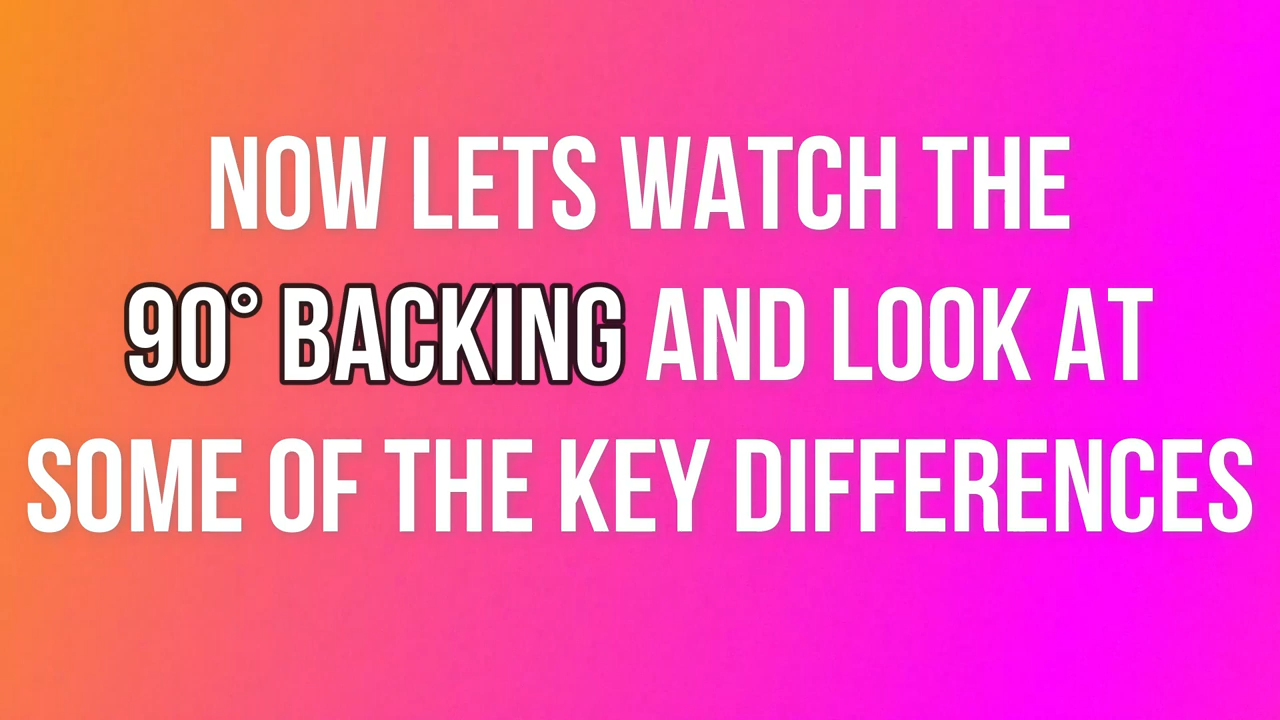 NOW LETS WATCH THE
90° BACKING AND LOOK AT
SOME OF THE KEY DIFFERENCES